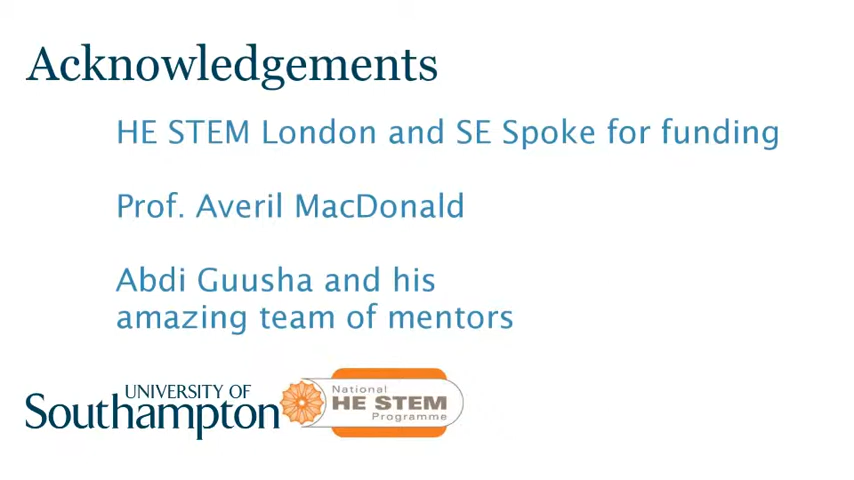 Acknowledgements
HE STEM London and SE Spoke for funding
Prof. Averil MacDonald
Abdi Guusha and his
amazing team of mentors
UNIVERSITY OF
Southampton
National
HE STEM
Programme